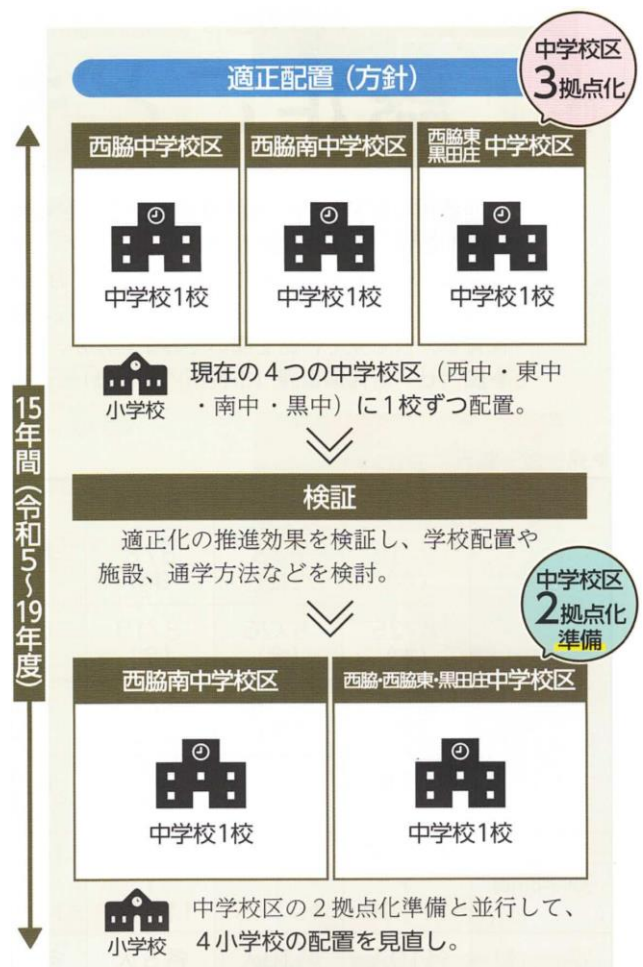 中学校区
3拠点化
適正配置(方針)
西脇中学校区
西脇南中学校区
西脇東
黒田庄
中学校区
中学校1校
中学校1校
中学校1校
小学校
現在の4つの中学校区(西中・東中
・南中・黒中)に1校ずつ配置。
15年間(令和5~19年度)
検証
適正化の推進効果を検証し、学校配置や
施設、通学方法などを検討。
中学校区
2拠点化
準備
西脇南中学校区
西脇・西脇東・黒田庄中学校区
中学校1校
中学校1校
小学校
中学校区の2拠点化準備と並行して、
4小学校の配置を見直し。